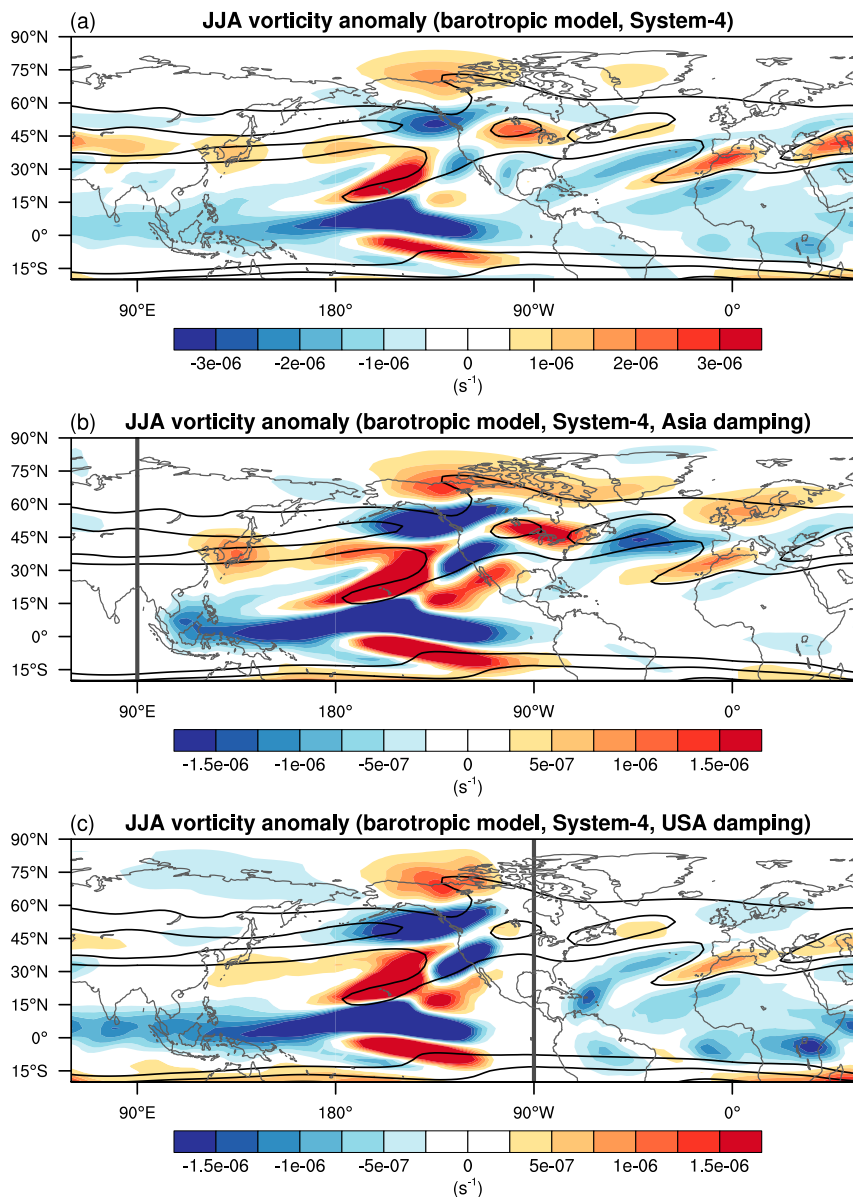 (a) JJA vorticity anomaly (barotropic model, System-4)
90°N
75°N
60°N
45°N
30°N
15°N
0°
15°S
90°E 180° 90°W 0°
-3e-06 -2e-06 -1e-06 0 1e-06 2e-06 3e-06
(s⁻¹)
(b) JJA vorticity anomaly (barotropic model, System-4, Asia damping)
90°N
75°N
60°N
45°N
30°N
15°N
0°
15°S
90°E 180° 90°W 0°
-1.5e-06 -1e-06 -5e-07 0 5e-07 1e-06 1.5e-06
(s⁻¹)
(c) JJA vorticity anomaly (barotropic model, System-4, USA damping)
90°N
75°N
60°N
45°N
30°N
15°N
0°
15°S
90°E 180° 90°W 0°
-1.5e-06 -1e-06 -5e-07 0 5e-07 1e-06 1.5e-06
(s⁻¹)